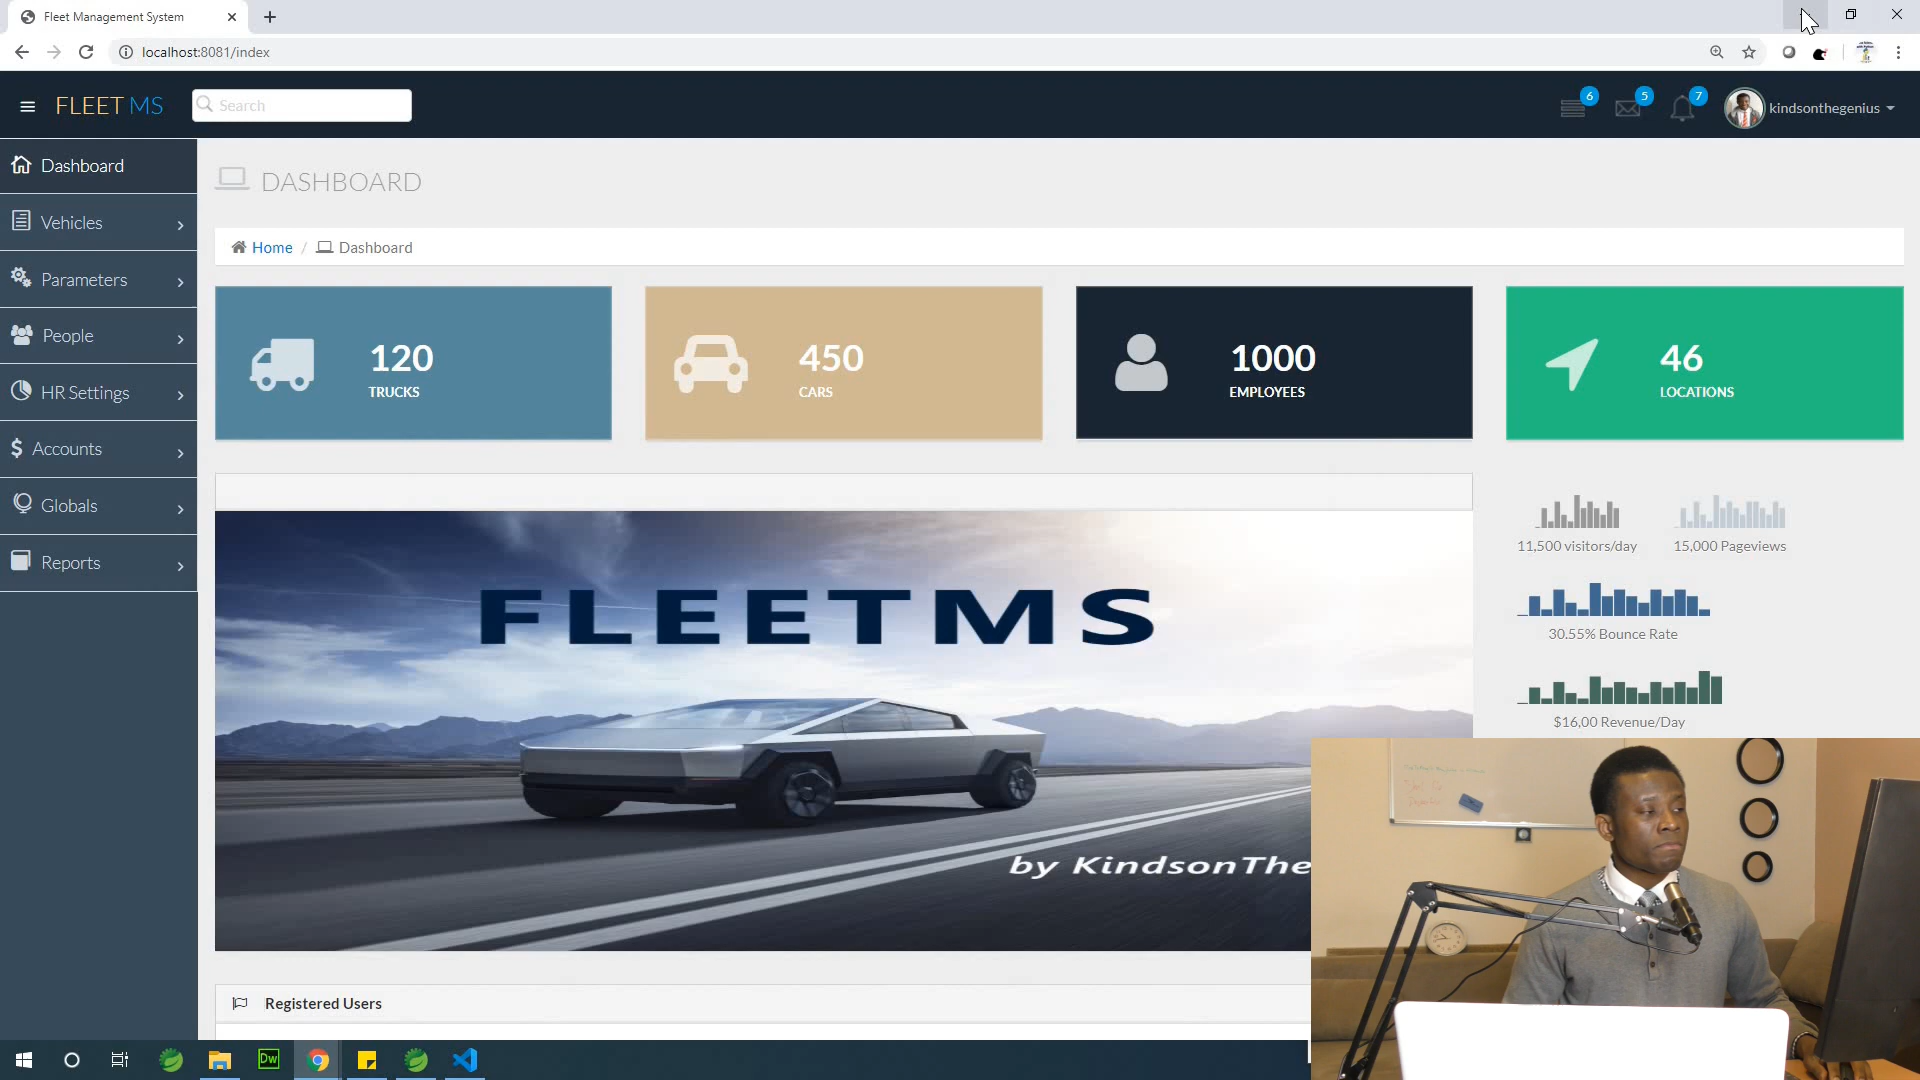 Fleet Management System
localhost:8081/index
FLEET MS
Search
6
5
7
kindsonthegenius
Dashboard
Vehicles
Parameters
People
HR Settings
Accounts
Globals
Reports
DASHBOARD
Home / Dashboard
120
TRUCKS
450
CARS
1000
EMPLOYEES
46
LOCATIONS
11,500 visitors/day
15,000 Pageviews
30.55% Bounce Rate
$16,00 Revenue/Day
FLEETMS
by KindsonThe
Registered Users
Dw